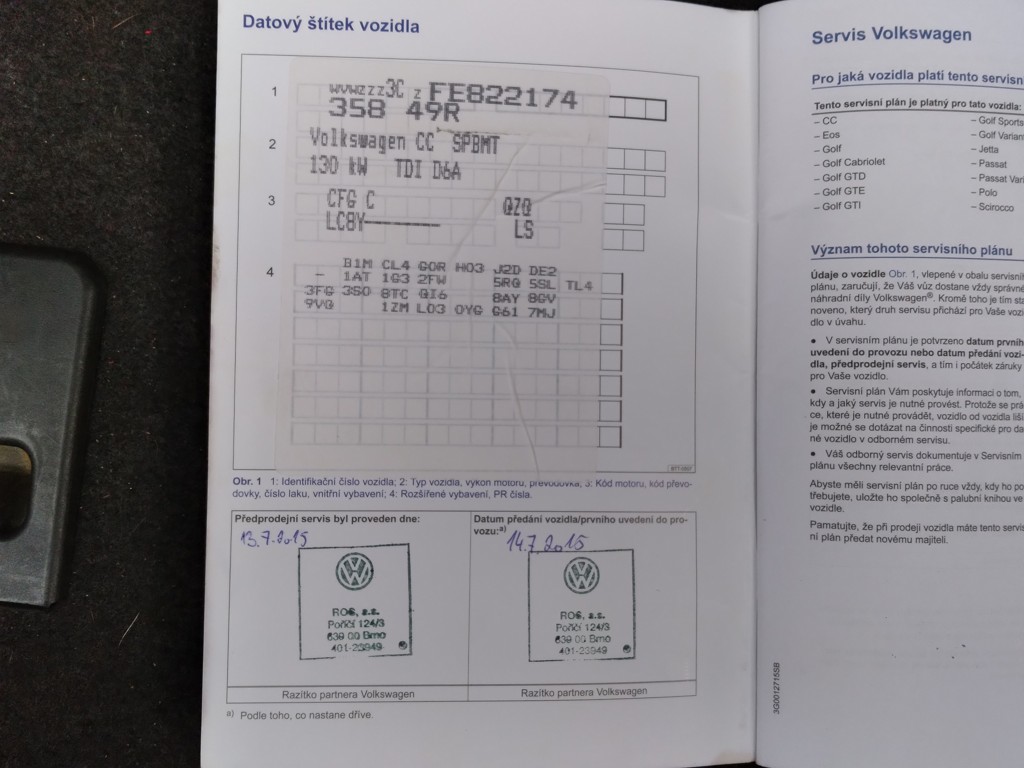 Datový štítek vozidla
1
WVWZZZ3C Z FE822174
358 49R
2
Volkswagen CC SPBMT
130 kW TDI D6A
3
CFG C QZQ
LC8Y--------- LS
4
B1M CL4 G0R H03 J2D DE2
— 1AT 1G3 2FW 5RQ 5SL TL4
3FG 3S0 8TC QI6 8AY 8GV
9VQ 1ZM L03 0YG G61 7MJ
Obr. 1 1: Identifikační číslo vozidla; 2: Typ vozidla, výkon motoru, převodovka; 3: Kód motoru, kód převo-
dovky, číslo laku, vnitřní vybavení; 4: Rozšířené vybavení, PR čísla.
Předprodejní servis byl proveden dne:
13.7.2015
ROS, a.s.
Poříčí 124/3
639 00 Brno
401-23949
Razítko partnera Volkswagen
Datum předání vozidla/prvního uvedení do pro-
vozu:a)
14.7.2015
ROS, a.s.
Poříčí 124/3
639 00 Brno
401-23949
Razítko partnera Volkswagen
a) Podle toho, co nastane dříve.
Servis Volkswagen
Pro jaká vozidla platí tento servisn
Tento servisní plán je platný pro tato vozidla:
– CC
– Eos
– Golf
– Golf Cabriolet
– Golf GTD
– Golf GTE
– Golf GTI
– Golf Sports
– Golf Varian
– Jetta
– Passat
– Passat Vari
– Polo
– Scirocco
Význam tohoto servisního plánu
Údaje o vozidle Obr. 1, vlepené v obalu servisní
plánu, zaručují, že Váš vůz dostane vždy správné
náhradní díly Volkswagen®. Kromě toho je tím sta
noveno, který druh servisu přichází pro Vaše vozi
dlo v úvahu.
● V servisním plánu je potvrzeno datum prvníh
uvedení do provozu nebo datum předání vozi-
dla, předprodejní servis, a tím i počátek záruky
pro Vaše vozidlo.
● Servisní plán Vám poskytuje informaci o tom,
kdy a jaký servis je nutné provést. Protože se prá
ce, které je nutné provádět, vozidlo od vozidla liší
je možné se dotázat na činnosti specifické pro da
né vozidlo v odborném servisu.
● Váš odborný servis dokumentuje v Servisním
plánu všechny relevantní práce.
Abyste měli servisní plán po ruce vždy, kdy ho po
třebujete, uložte ho společně s palubní knihou ve
vozidle.
Pamatujte, že při prodeji vozidla máte tento servis
ní plán předat novému majiteli.
3G0012715SB